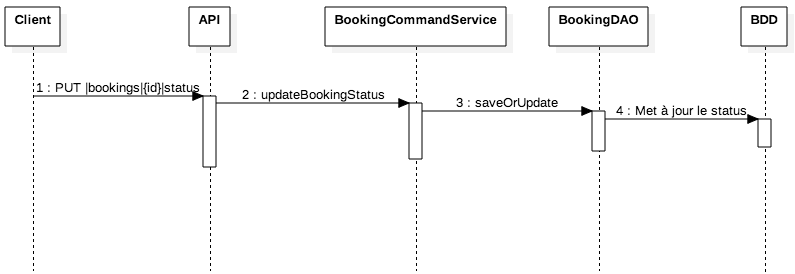 Client
API
BookingCommandService
BookingDAO
BDD
1 : PUT |bookings|{id}|status
2 : updateBookingStatus
3 : saveOrUpdate
4 : Met à jour le status